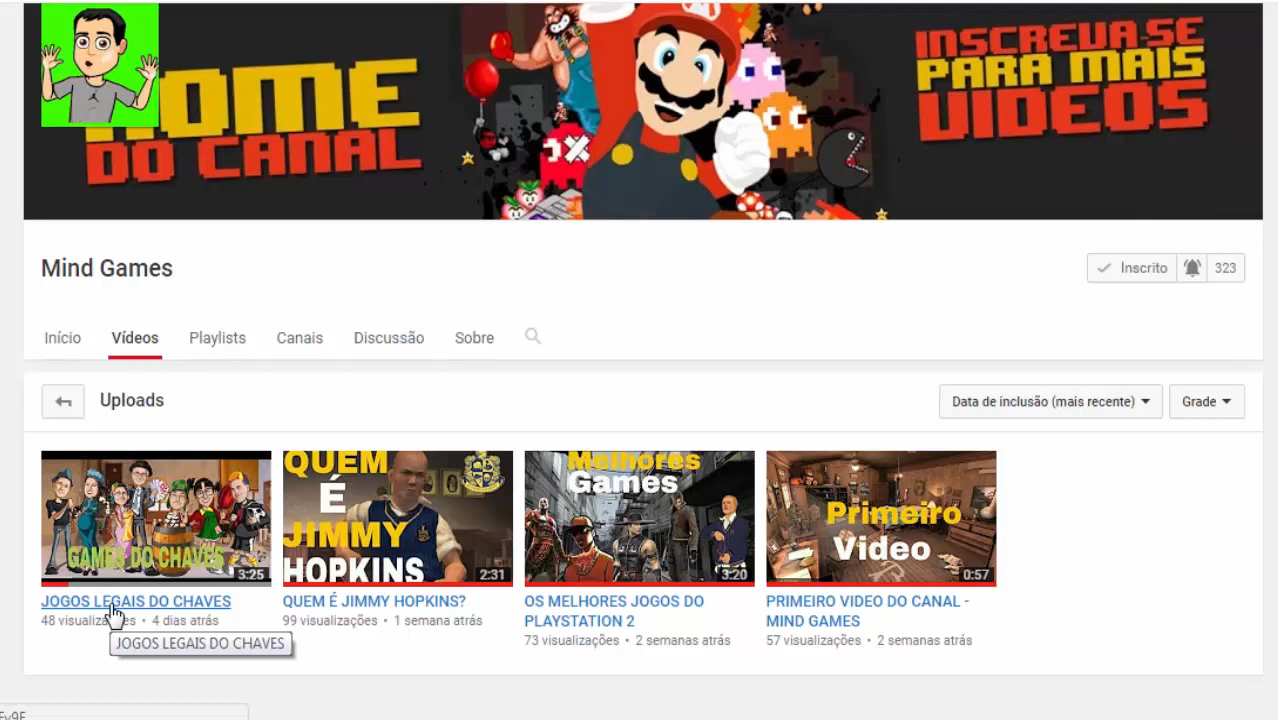 NOME
DO CANAL
INSCREVA-SE
PARA MAIS
VIDEOS
Mind Games
Inscrito 323
Início Vídeos Playlists Canais Discussão Sobre
Uploads
Data de inclusão (mais recente) Grade
GAMES DO CHAVES
3:25
QUEM
É
JIMMY
HOPKINS
2:31
Melhores
Games
3:20
Primeiro
Video
0:57
JOGOS LEGAIS DO CHAVES
48 visualizações • 4 dias atrás
JOGOS LEGAIS DO CHAVES
QUEM É JIMMY HOPKINS?
99 visualizações • 1 semana atrás
OS MELHORES JOGOS DO
PLAYSTATION 2
73 visualizações • 2 semanas atrás
PRIMEIRO VIDEO DO CANAL -
MIND GAMES
57 visualizações • 2 semanas atrás